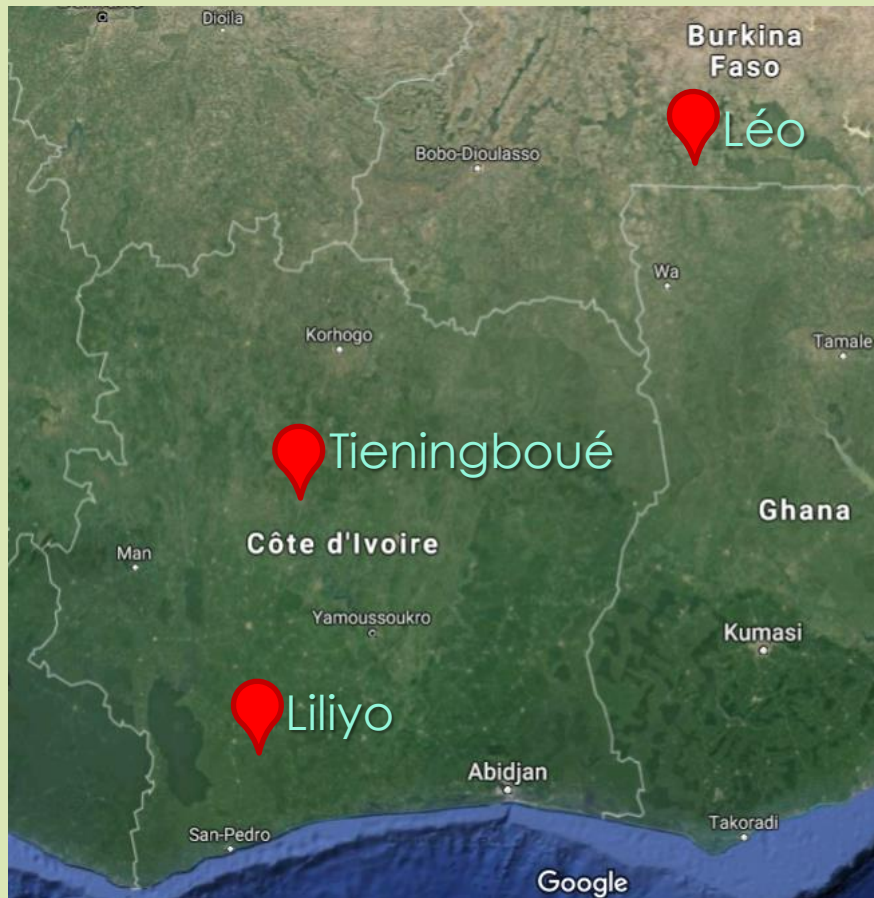 Dioila
Burkina
Faso
Léo
Bobo-Dioulasso
Wa
Korhogo
Tamale
Tieningboué
Ghana
Côte d'Ivoire
Man
Yamoussoukro
Kumasi
Liliyo
Abidjan
Takoradi
San-Pedro
Google